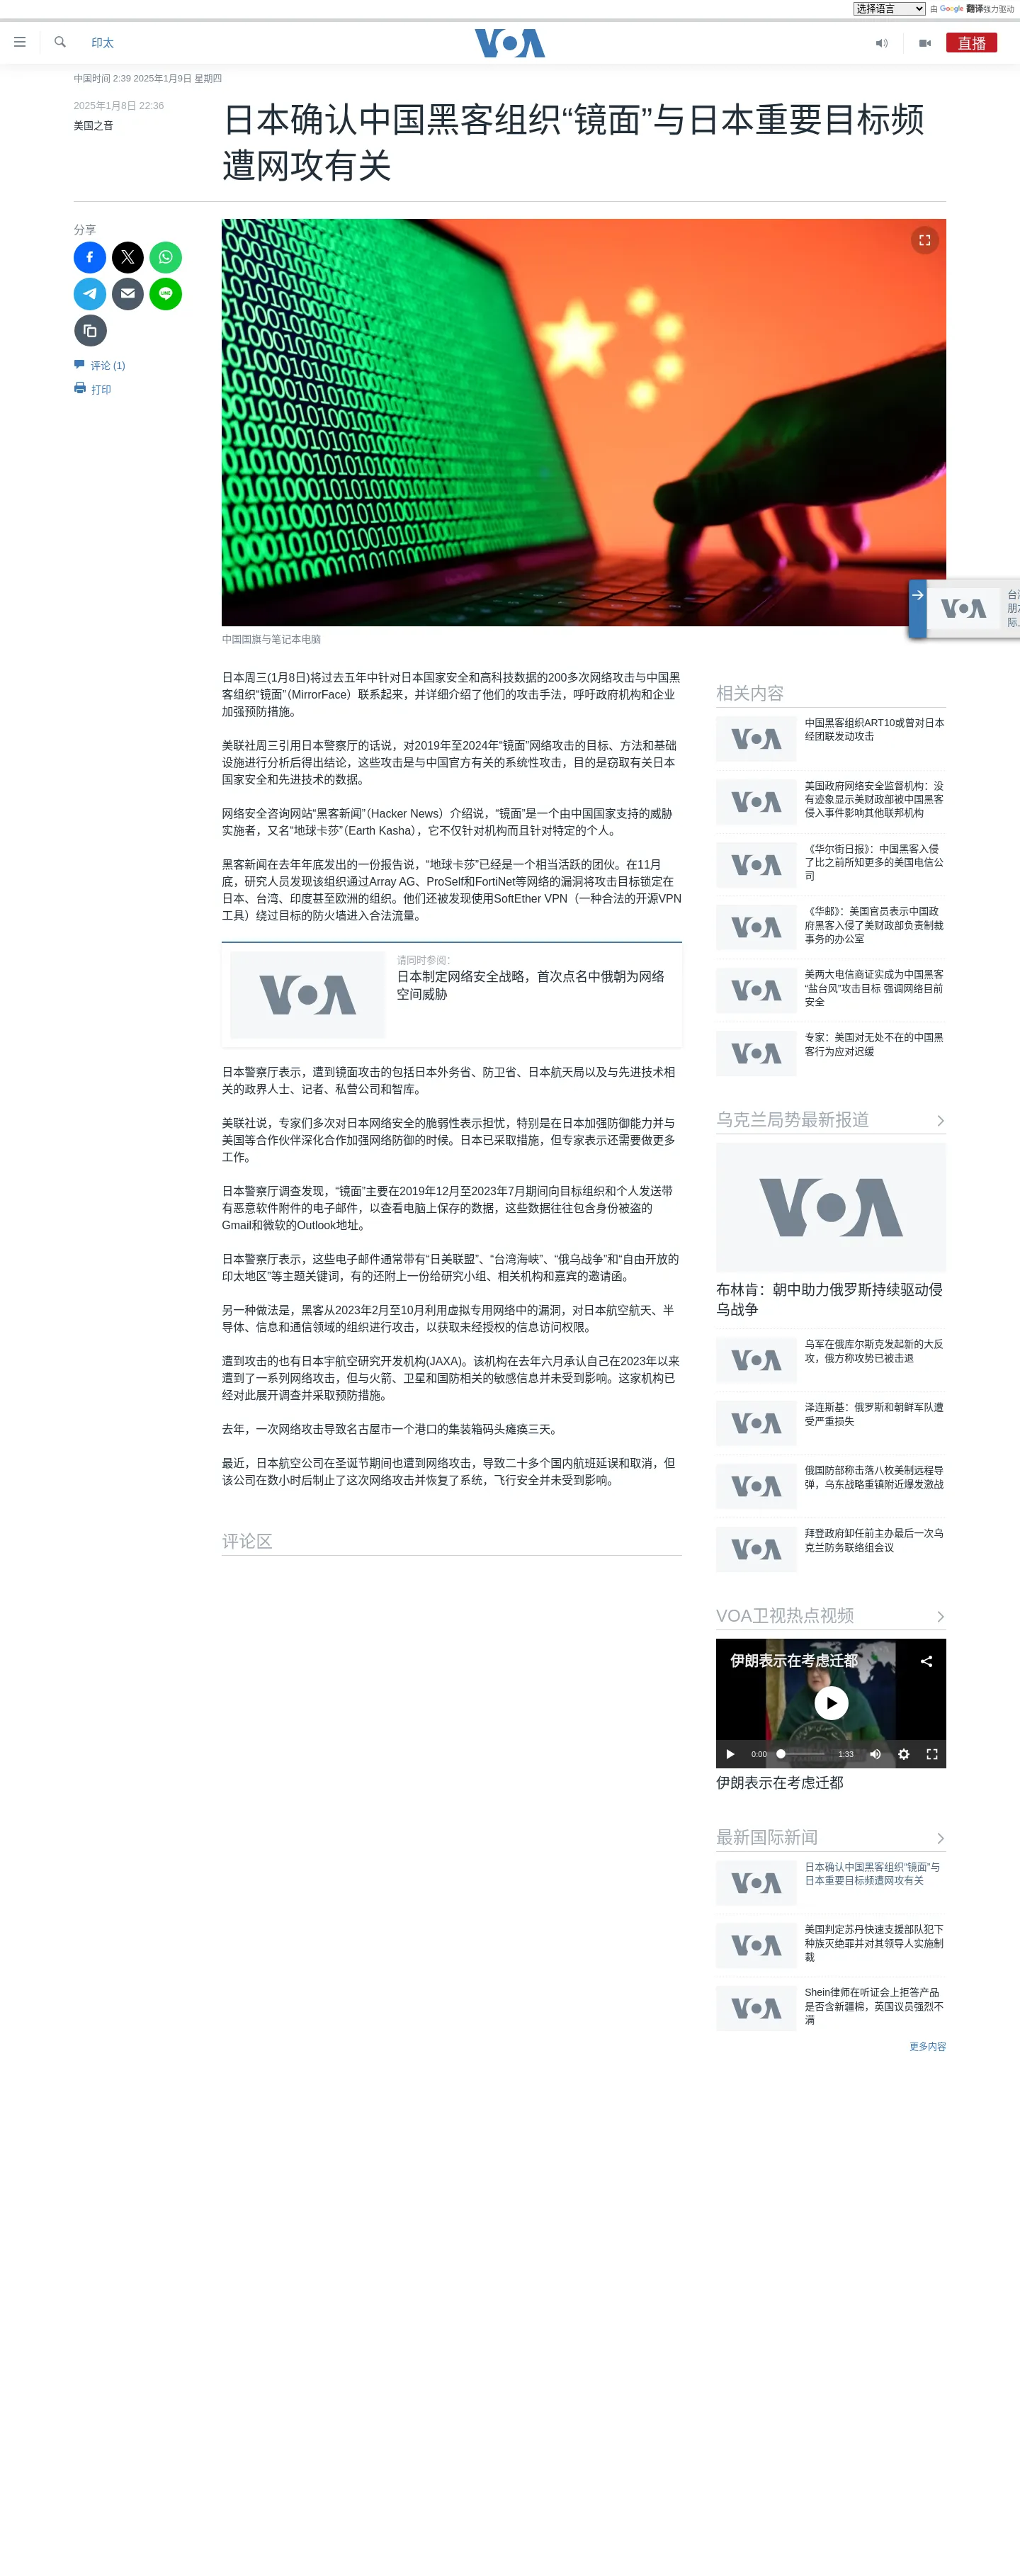 选择语言
由 Google 翻译强力驱动
印太
VOA
直播
中国时间 2:39 2025年1月9日 星期四
2025年1月8日 22:36
美国之音
日本确认中国黑客组织“镜面”与日本重要目标频
遭网攻有关
分享
评论 (1)
打印
中国国旗与笔记本电脑
日本周三(1月8日)将过去五年中针对日本国家安全和高科技数据的200多次网络攻击与中国黑
客组织“镜面”（MirrorFace）联系起来，并详细介绍了他们的攻击手法，呼吁政府机构和企业
加强预防措施。
美联社周三引用日本警察厅的话说，对2019年至2024年“镜面”网络攻击的目标、方法和基础
设施进行分析后得出结论，这些攻击是与中国官方有关的系统性攻击，目的是窃取有关日本
国家安全和先进技术的数据。
网络安全咨询网站“黑客新闻”（Hacker News）介绍说，“镜面”是一个由中国国家支持的威胁
实施者，又名“地球卡莎”（Earth Kasha），它不仅针对机构而且针对特定的个人。
黑客新闻在去年年底发出的一份报告说，“地球卡莎”已经是一个相当活跃的团伙。在11月
底，研究人员发现该组织通过Array AG、ProSelf和FortiNet等网络的漏洞将攻击目标锁定在
日本、台湾、印度甚至欧洲的组织。他们还被发现使用SoftEther VPN（一种合法的开源VPN
工具）绕过目标的防火墙进入合法流量。
VOA
请同时参阅：
日本制定网络安全战略，首次点名中俄朝为网络
空间威胁
日本警察厅表示，遭到镜面攻击的包括日本外务省、防卫省、日本航天局以及与先进技术相
关的政界人士、记者、私营公司和智库。
美联社说，专家们多次对日本网络安全的脆弱性表示担忧，特别是在日本加强防御能力并与
美国等合作伙伴深化合作加强网络防御的时候。日本已采取措施，但专家表示还需要做更多
工作。
日本警察厅调查发现，“镜面”主要在2019年12月至2023年7月期间向目标组织和个人发送带
有恶意软件附件的电子邮件，以查看电脑上保存的数据，这些数据往往包含身份被盗的
Gmail和微软的Outlook地址。
日本警察厅表示，这些电子邮件通常带有“日美联盟”、“台湾海峡”、“俄乌战争”和“自由开放的
印太地区”等主题关键词，有的还附上一份给研究小组、相关机构和嘉宾的邀请函。
另一种做法是，黑客从2023年2月至10月利用虚拟专用网络中的漏洞，对日本航空航天、半
导体、信息和通信领域的组织进行攻击，以获取未经授权的信息访问权限。
遭到攻击的也有日本宇航空研究开发机构(JAXA)。该机构在去年六月承认自己在2023年以来
遭到了一系列网络攻击，但与火箭、卫星和国防相关的敏感信息并未受到影响。这家机构已
经对此展开调查并采取预防措施。
去年，一次网络攻击导致名古屋市一个港口的集装箱码头瘫痪三天。
最近，日本航空公司在圣诞节期间也遭到网络攻击，导致二十多个国内航班延误和取消，但
该公司在数小时后制止了这次网络攻击并恢复了系统，飞行安全并未受到影响。
评论区
VOA
相关内容
VOA
中国黑客组织ART10或曾对日本
经团联发动攻击
VOA
美国政府网络安全监督机构：没
有迹象显示美财政部被中国黑客
侵入事件影响其他联邦机构
VOA
《华尔街日报》：中国黑客入侵
了比之前所知更多的美国电信公
司
VOA
《华邮》：美国官员表示中国政
府黑客入侵了美财政部负责制裁
事务的办公室
VOA
美两大电信商证实成为中国黑客
“盐台风”攻击目标 强调网络目前
安全
VOA
专家：美国对无处不在的中国黑
客行为应对迟缓
乌克兰局势最新报道
VOA
布林肯：朝中助力俄罗斯持续驱动侵
乌战争
VOA
乌军在俄库尔斯克发起新的大反
攻，俄方称攻势已被击退
VOA
泽连斯基：俄罗斯和朝鲜军队遭
受严重损失
VOA
俄国防部称击落八枚美制远程导
弹，乌东战略重镇附近爆发激战
VOA
拜登政府卸任前主办最后一次乌
克兰防务联络组会议
VOA卫视热点视频
伊朗表示在考虑迁都
0:00
1:33
伊朗表示在考虑迁都
最新国际新闻
VOA
日本确认中国黑客组织“镜面”与
日本重要目标频遭网攻有关
VOA
美国判定苏丹快速支援部队犯下
种族灭绝罪并对其领导人实施制
裁
VOA
Shein律师在听证会上拒答产品
是否含新疆棉，英国议员强烈不
满
更多内容